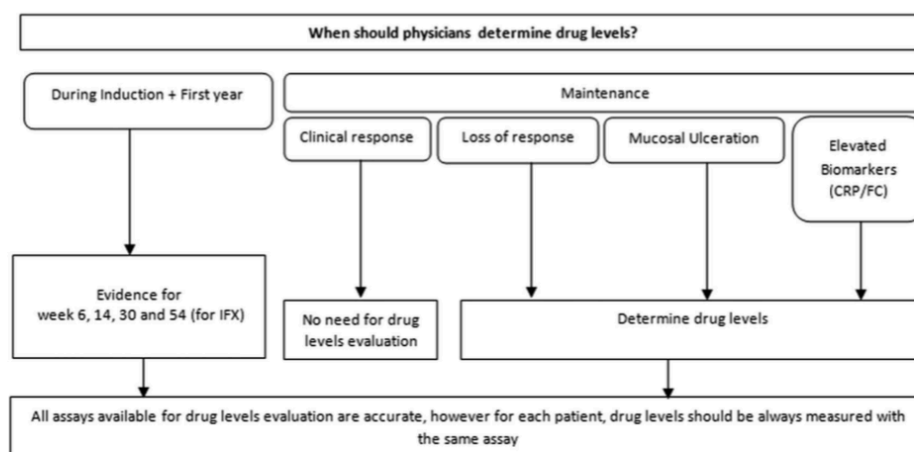 When should physicians determine drug levels?
During Induction + First year
Maintenance
Clinical response
Loss of response
Mucosal Ulceration
Elevated
Biomarkers
(CRP/FC)
Evidence for
week 6, 14, 30 and 54 (for IFX)
No need for drug
levels evaluation
Determine drug levels
All assays available for drug levels evaluation are accurate, however for each patient, drug levels should be always measured with
the same assay